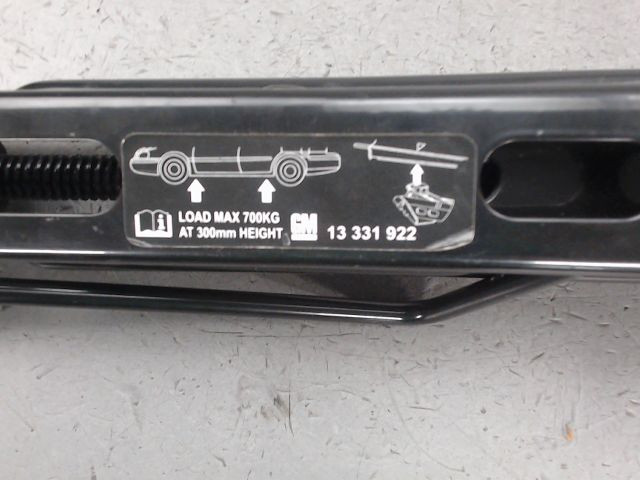 LOAD MAX 700KG
AT 300mm HEIGHT
GM
13 331 922